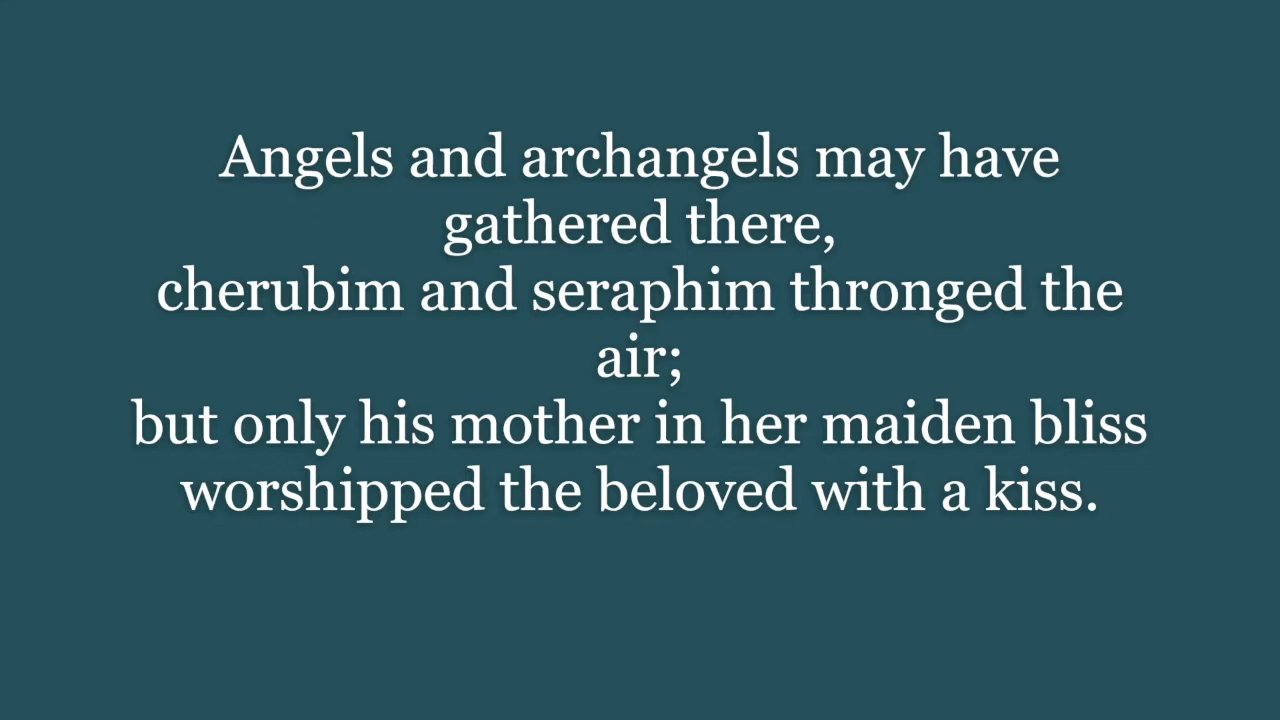 Angels and archangels may have
gathered there,
cherubim and seraphim thronged the
air;
but only his mother in her maiden bliss
worshipped the beloved with a kiss.